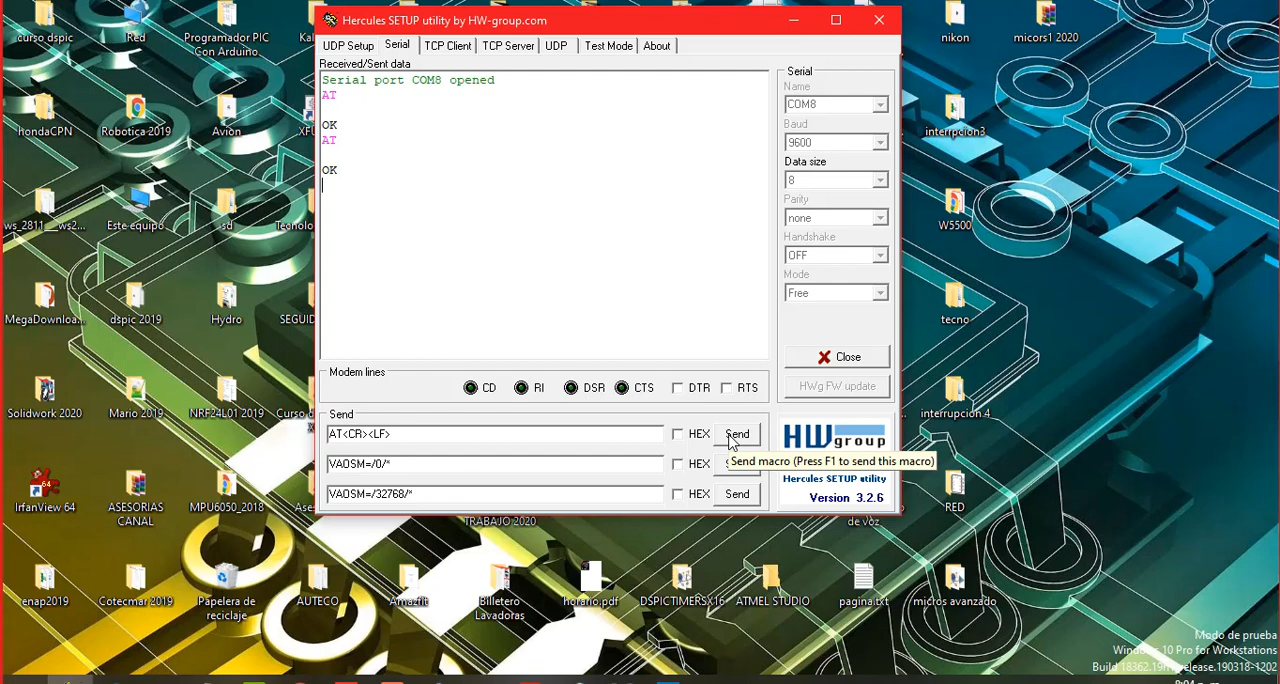 Hercules SETUP utility by HW-group.com
UDP Setup
Serial
TCP Client
TCP Server
UDP
Test Mode
About
Received/Sent data
Serial port COM8 opened
AT
OK
AT
OK
Serial
Name
COM8
Baud
9600
Data size
8
Parity
none
Handshake
OFF
Mode
Free
Close
HWg FW update
Modem lines
CD
RI
DSR
CTS
DTR
RTS
Send
AT<CR><LF>
HEX
Send
VAOSM=/0/*
HEX
VAOSM=/32768/*
HEX
Send
Send macro (Press F1 to send this macro)
HWgroup
Hercules SETUP utility
Version 3.2.6
curso dspic
Red
Programador PIC
Con Arduino
nikon
micors1 2020
hondaCPN
Robotica 2019
Avion
interrpcion3
ws_2811__ws2...
Este equipo
sd
W5500
MegaDownloa...
dspic 2019
Hydro
tecno
Solidwork 2020
Mario 2019
NRF24L01 2019
interrupcion 4
IrfanView 64
ASESORIAS
CANAL
MPU6050_2018
TRABAJO 2020
de voz
RED
enap2019
Cotecmar 2019
Papelera de
reciclaje
AUTECO
Amazfit
Billetero
Lavadoras
horario.pdf
DSPICTIMERSX16
ATMEL STUDIO
pagina.txt
micros avanzado
Modo de prueba
Windows 10 Pro for Workstations